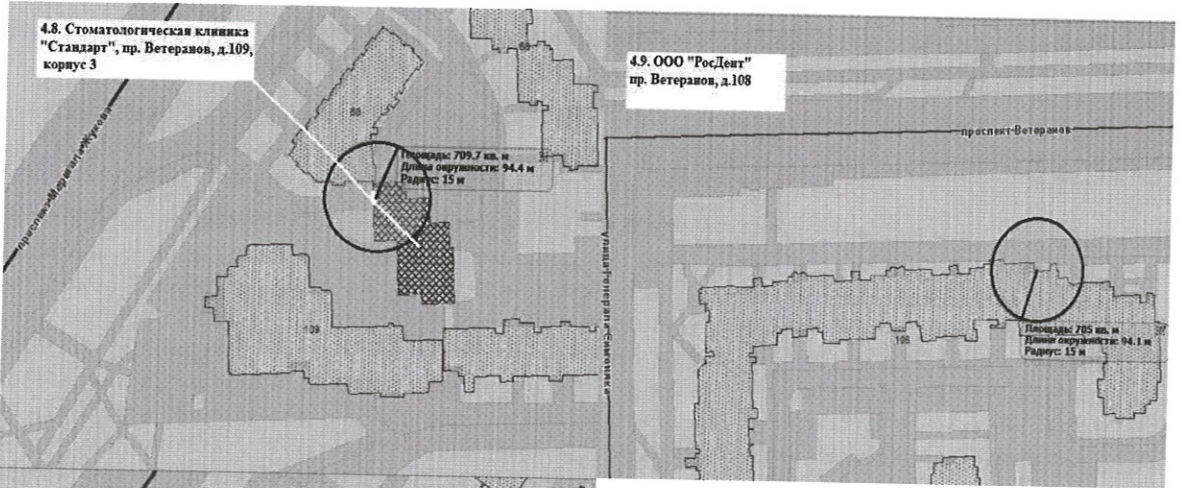 4.8. Стоматологическая клиника
"Стандарт", пр. Ветеранов, д.109,
корпус 3
4.9. ООО "РосДент"
пр. Ветеранов, д.108
проспект Маршала Жукова
Площадь: 709.7 кв. м
Длина окружности: 94.4 м
Радиус: 15 м
109
проспект Ветеранов
улица Генерала Симоняка
Площадь: 705 кв. м
Длина окружности: 94.1 м
Радиус: 15 м